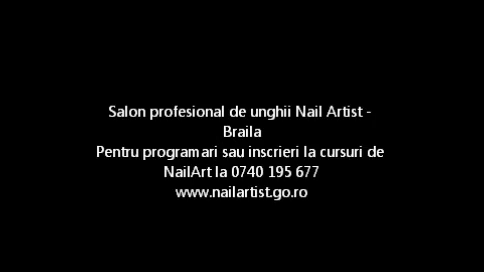 Salon profesional de unghii Nail Artist -
Braila
Pentru programari sau inscrieri la cursuri de
NailArt la 0740 195 677
www.nailartist.go.ro